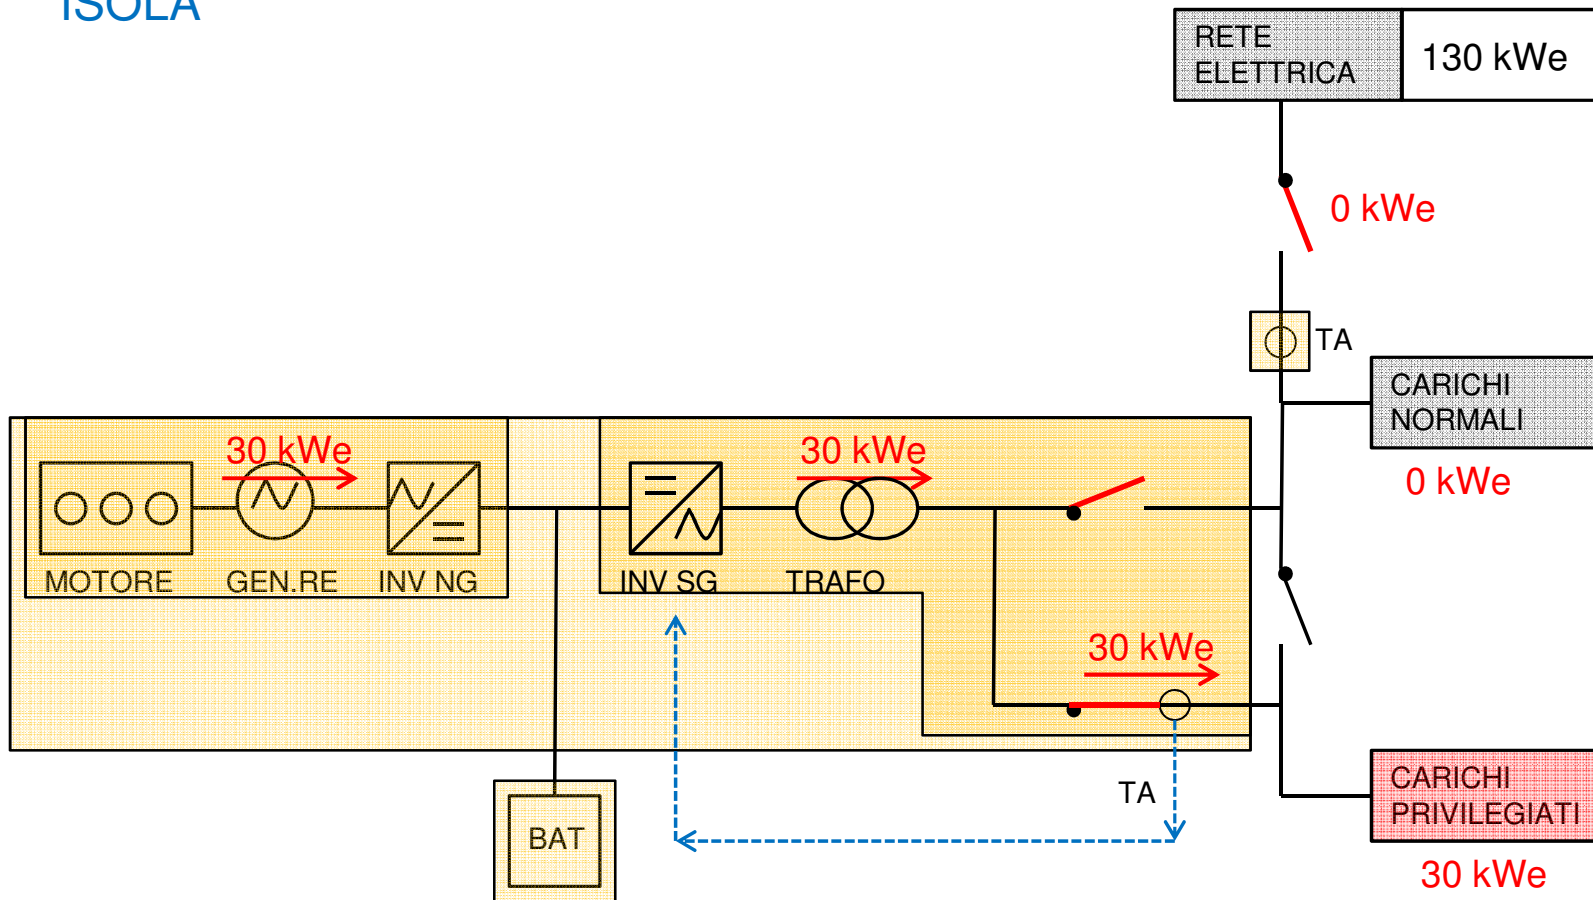 ISOLA
RETE
ELETTRICA
130 kWe
0 kWe
TA
CARICHI
NORMALI
0 kWe
30 kWe
30 kWe
MOTORE
GEN.RE
INV NG
INV SG
TRAFO
30 kWe
TA
CARICHI
PRIVILEGIATI
30 kWe
BAT